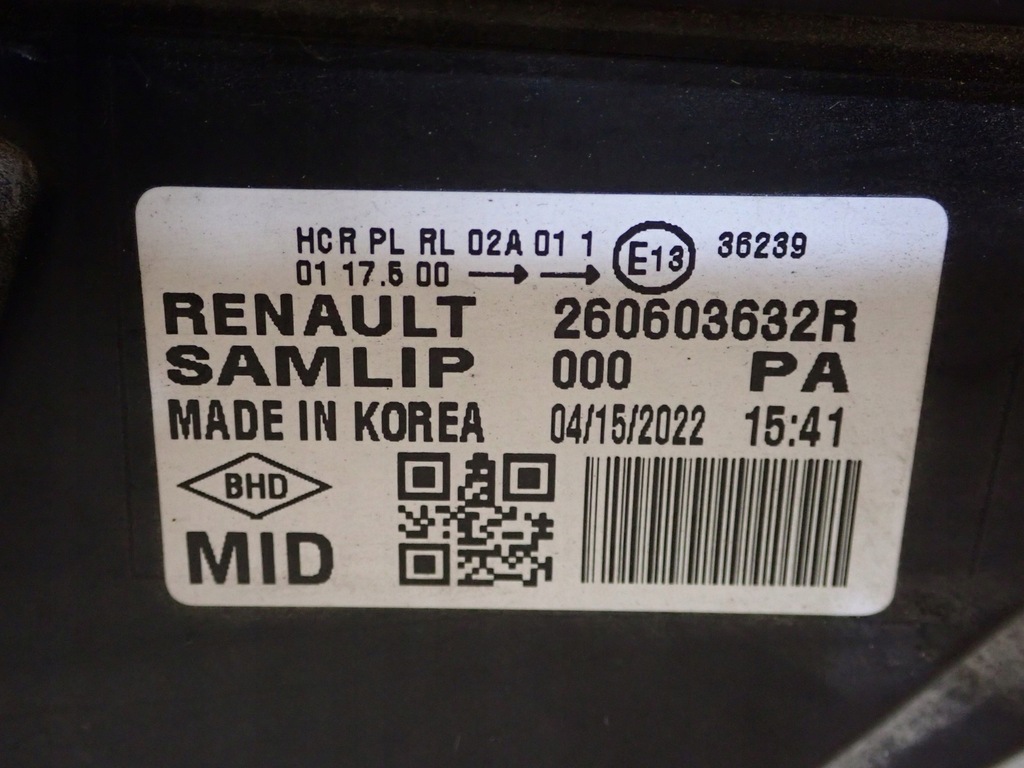 HCR PL RL 02A 01 1 E13 36239
01 17.5 00 → →
RENAULT 260603632R
SAMLIP 000 PA
MADE IN KOREA 04/15/2022 15:41
BHD
MID